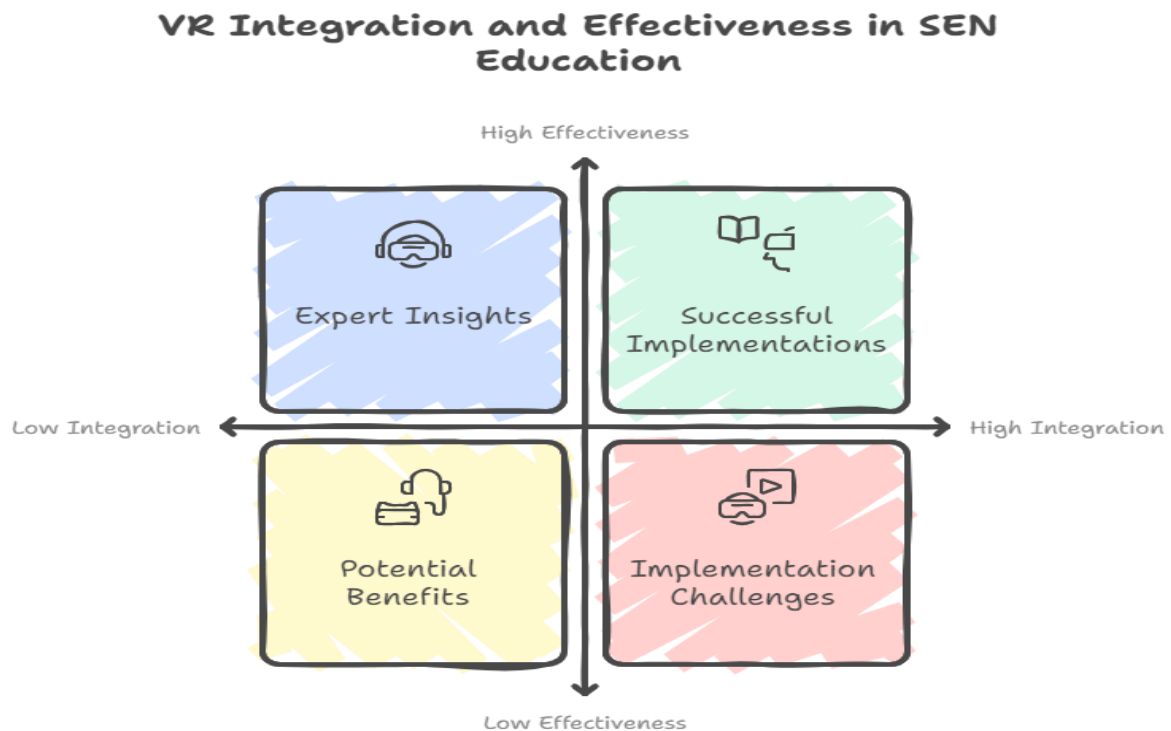 VR Integration and Effectiveness in SEN
Education
High Effectiveness
Expert Insights
Successful
Implementations
Low Integration
High Integration
Potential
Benefits
Implementation
Challenges
Low Effectiveness